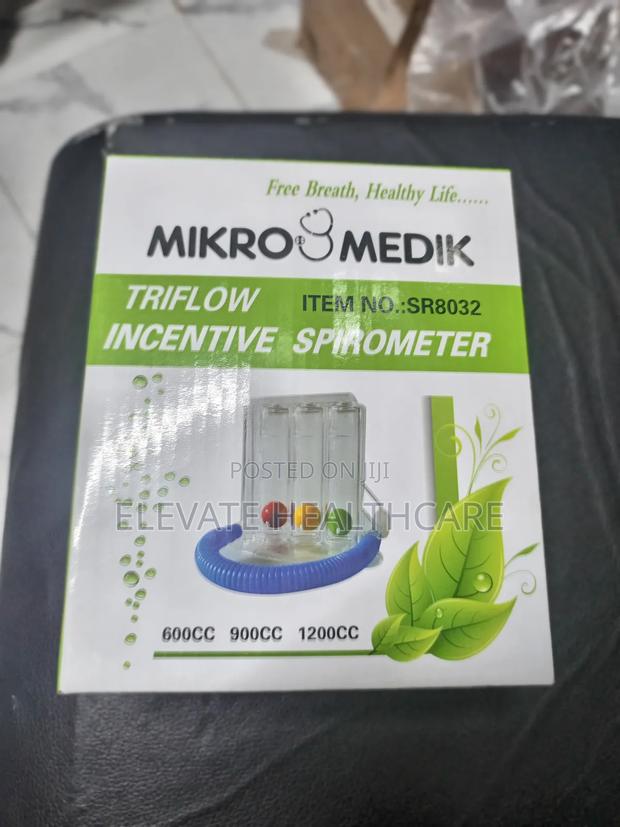 Free Breath, Healthy Life......
MIKRO MEDIK
TRIFLOW ITEM NO.:SR8032
INCENTIVE SPIROMETER
POSTED ON JIJI
ELEVATE HEALTHCARE
600CC 900CC 1200CC